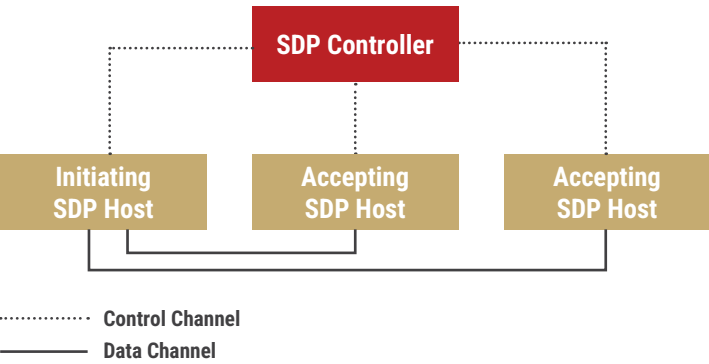 SDP Controller
Initiating
SDP Host
Accepting
SDP Host
Accepting
SDP Host
Control Channel
Data Channel